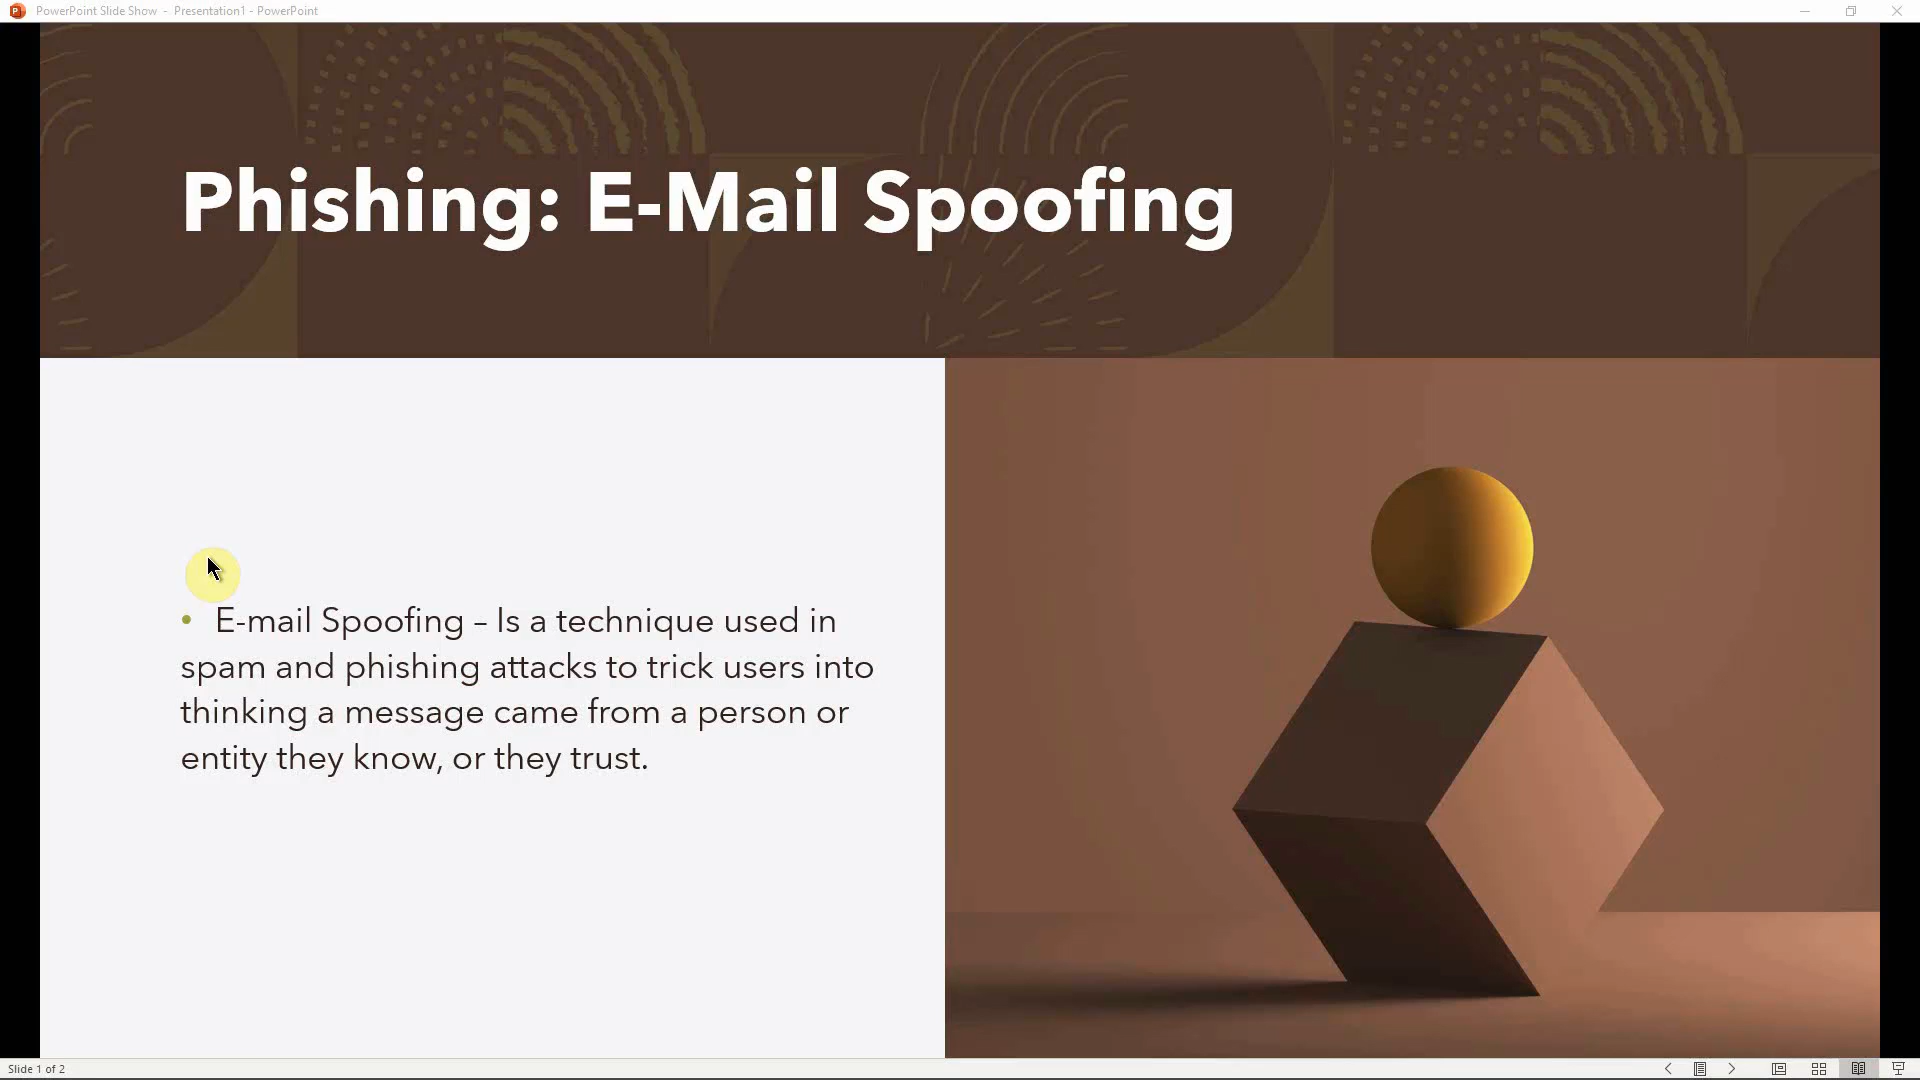 PowerPoint Slide Show - Presentation1 - PowerPoint
Phishing: E-Mail Spoofing
• E-mail Spoofing – Is a technique used in
spam and phishing attacks to trick users into
thinking a message came from a person or
entity they know, or they trust.
Slide 1 of 2